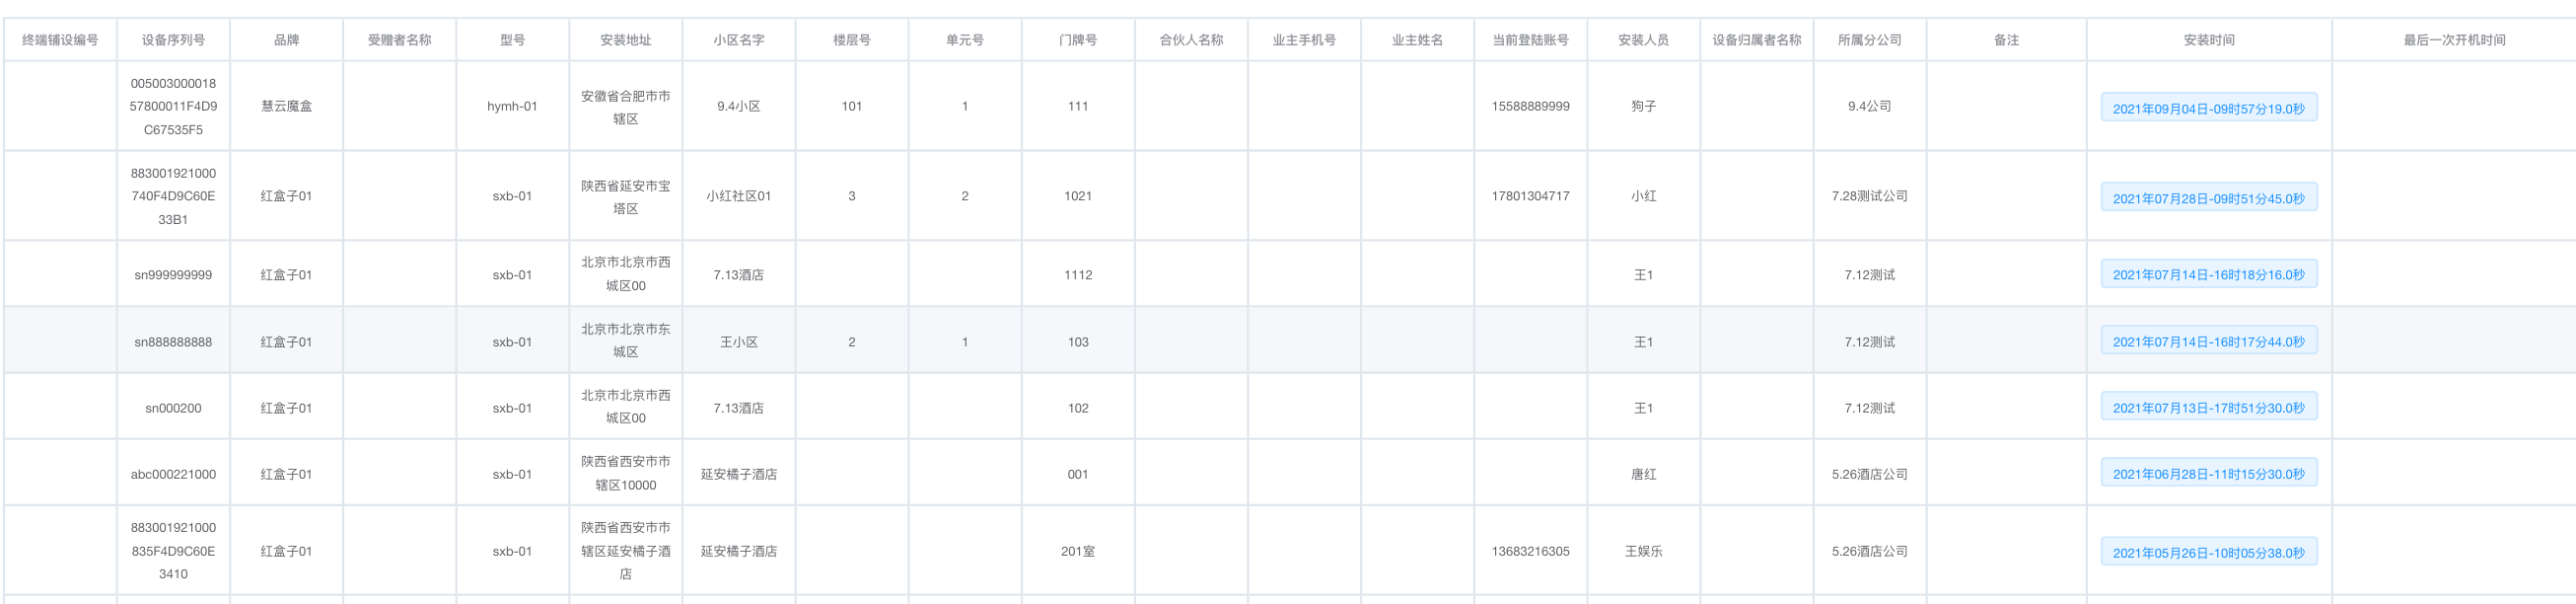 终端铺设编号 设备序列号 品牌 受赠者名称 型号 安装地址 小区名字 楼层号 单元号 门牌号 合伙人名称 业主手机号 业主姓名 当前登陆账号 安装人员 设备归属者名称 所属分公司 备注 安装时间 最后一次开机时间
005003000018
57800011F4D9
C67535F5
慧云魔盒
hymh-01
安徽省合肥市市
辖区
9.4小区
101
1
111
15588889999
狗子
9.4公司
2021年09月04日-09时57分19.0秒
883001921000
740F4D9C60E
33B1
红盒子01
sxb-01
陕西省延安市宝
塔区
小红社区01
3
2
1021
17801304717
小红
7.28测试公司
2021年07月28日-09时51分45.0秒
sn999999999
红盒子01
sxb-01
北京市北京市西
城区00
7.13酒店
1112
王1
7.12测试
2021年07月14日-16时18分16.0秒
sn888888888
红盒子01
sxb-01
北京市北京市东
城区
王小区
2
1
103
王1
7.12测试
2021年07月14日-16时17分44.0秒
sn000200
红盒子01
sxb-01
北京市北京市西
城区00
7.13酒店
102
王1
7.12测试
2021年07月13日-17时51分30.0秒
abc000221000
红盒子01
sxb-01
陕西省西安市市
辖区10000
延安橘子酒店
001
唐红
5.26酒店公司
2021年06月28日-11时15分30.0秒
883001921000
835F4D9C60E
3410
红盒子01
sxb-01
陕西省西安市市
辖区延安橘子酒
店
延安橘子酒店
201室
13683216305
王娱乐
5.26酒店公司
2021年05月26日-10时05分38.0秒